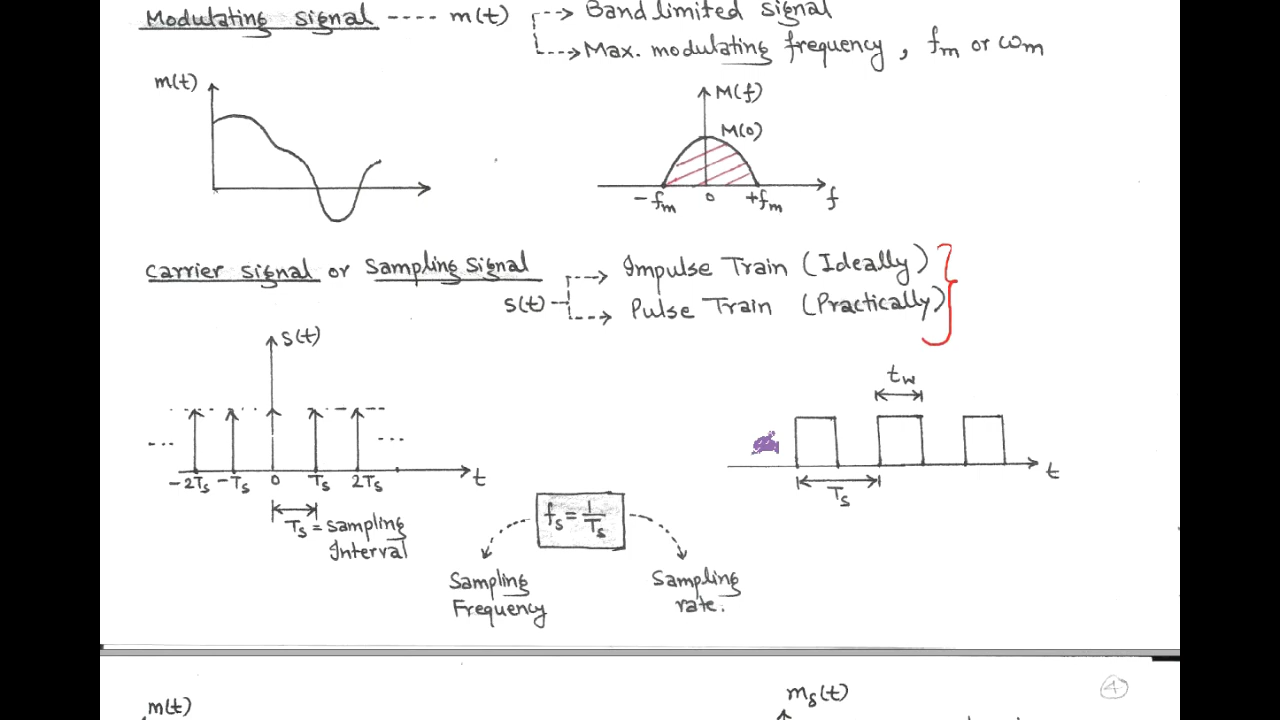 Modulating signal ---- m(t) --> Band limited signal
--> Max. modulating frequency, fm or ωm
m(t)
M(f)
M(0)
-fm 0 +fm f
Carrier signal or Sampling Signal
s(t) --> Impulse Train (Ideally)
--> Pulse Train (Practically)
s(t)
tw
... ...
-2Ts -Ts 0 Ts 2Ts t
t
Ts
Ts = Sampling
Interval
fs = 1/Ts
Sampling
Frequency
Sampling
rate.
4
m(t)
ms(t)